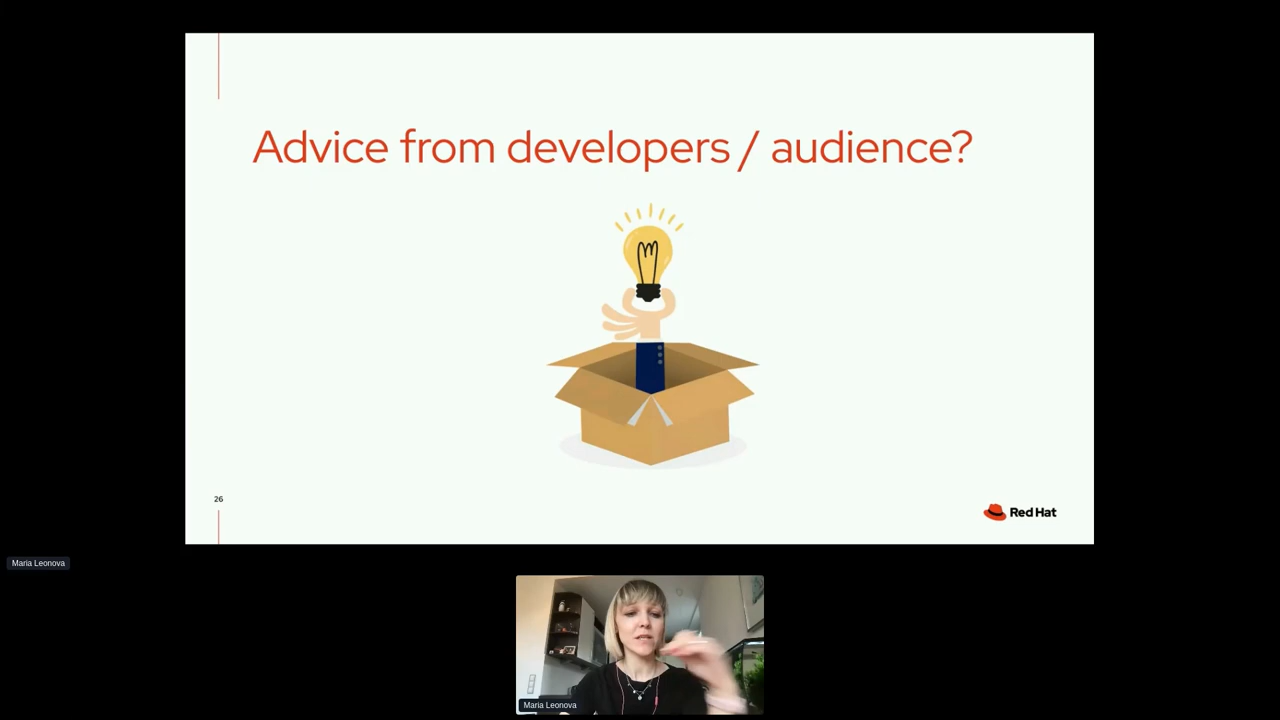 Advice from developers / audience?
26
Red Hat
Maria Leonova
Maria Leonova